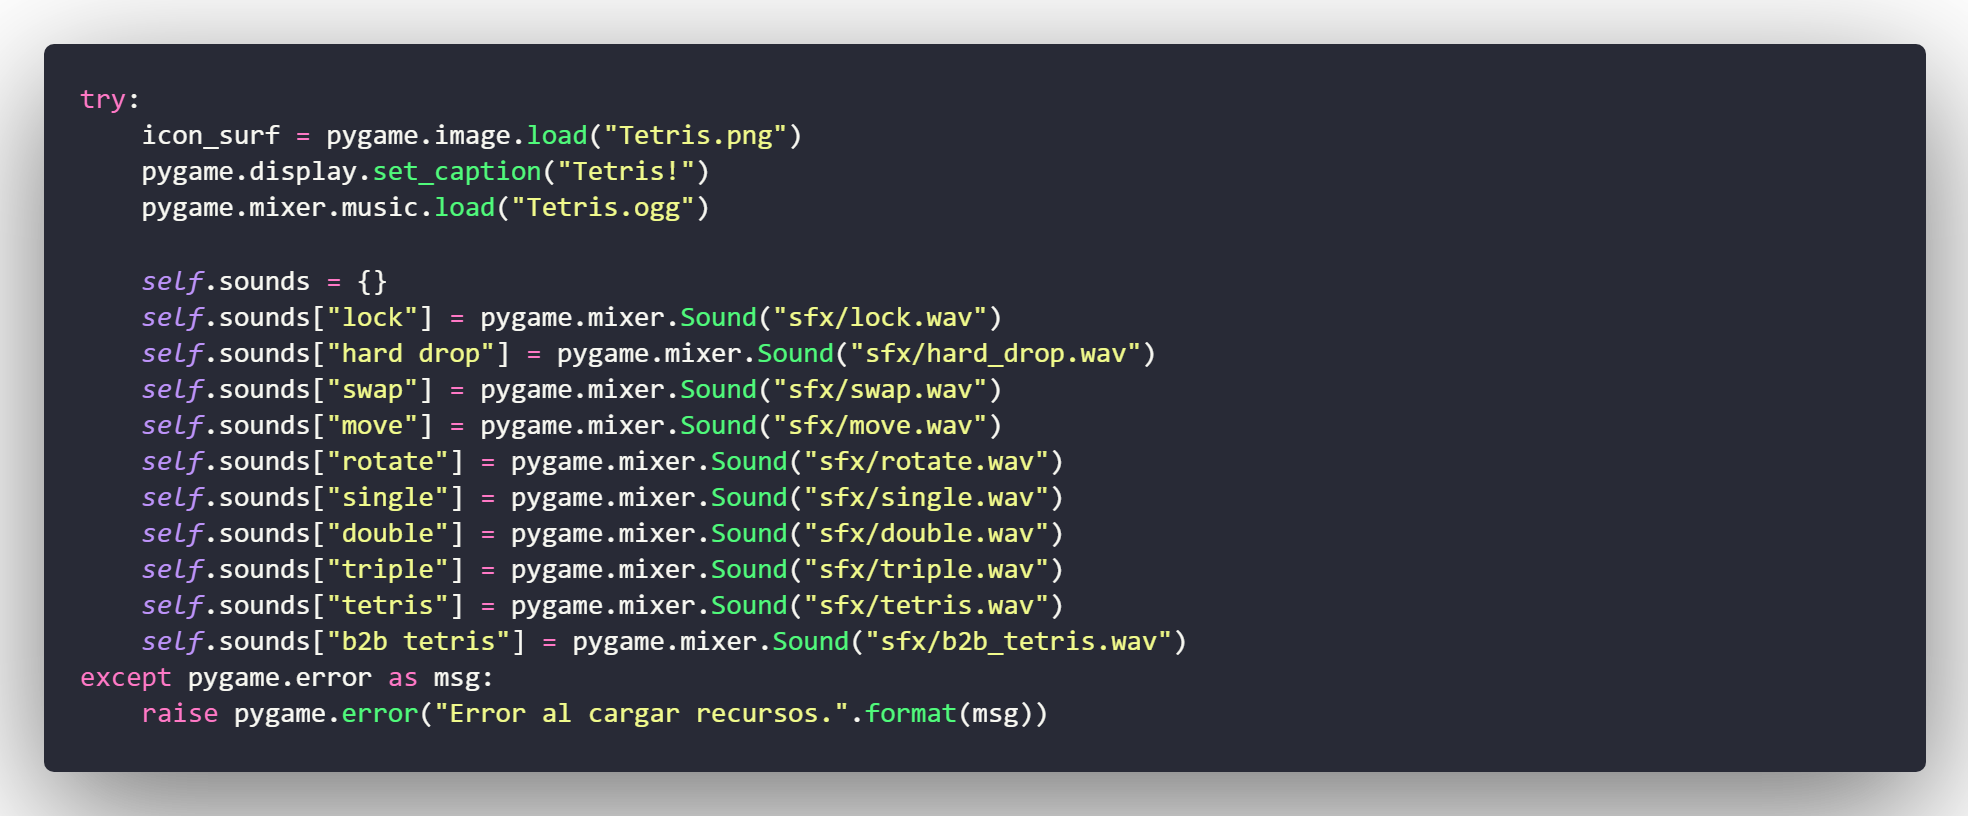 try:
    icon_surf = pygame.image.load("Tetris.png")
    pygame.display.set_caption("Tetris!")
    pygame.mixer.music.load("Tetris.ogg")

    self.sounds = {}
    self.sounds["lock"] = pygame.mixer.Sound("sfx/lock.wav")
    self.sounds["hard drop"] = pygame.mixer.Sound("sfx/hard_drop.wav")
    self.sounds["swap"] = pygame.mixer.Sound("sfx/swap.wav")
    self.sounds["move"] = pygame.mixer.Sound("sfx/move.wav")
    self.sounds["rotate"] = pygame.mixer.Sound("sfx/rotate.wav")
    self.sounds["single"] = pygame.mixer.Sound("sfx/single.wav")
    self.sounds["double"] = pygame.mixer.Sound("sfx/double.wav")
    self.sounds["triple"] = pygame.mixer.Sound("sfx/triple.wav")
    self.sounds["tetris"] = pygame.mixer.Sound("sfx/tetris.wav")
    self.sounds["b2b tetris"] = pygame.mixer.Sound("sfx/b2b_tetris.wav")
except pygame.error as msg:
    raise pygame.error("Error al cargar recursos.".format(msg))